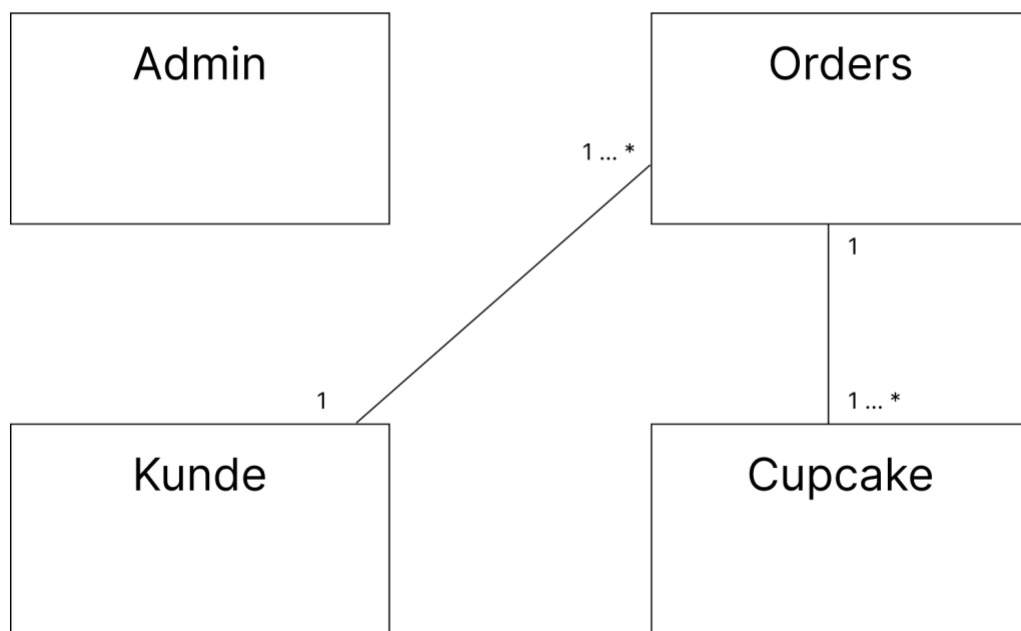 Admin
Orders
1 ... *
1
1
1 ... *
Kunde
Cupcake